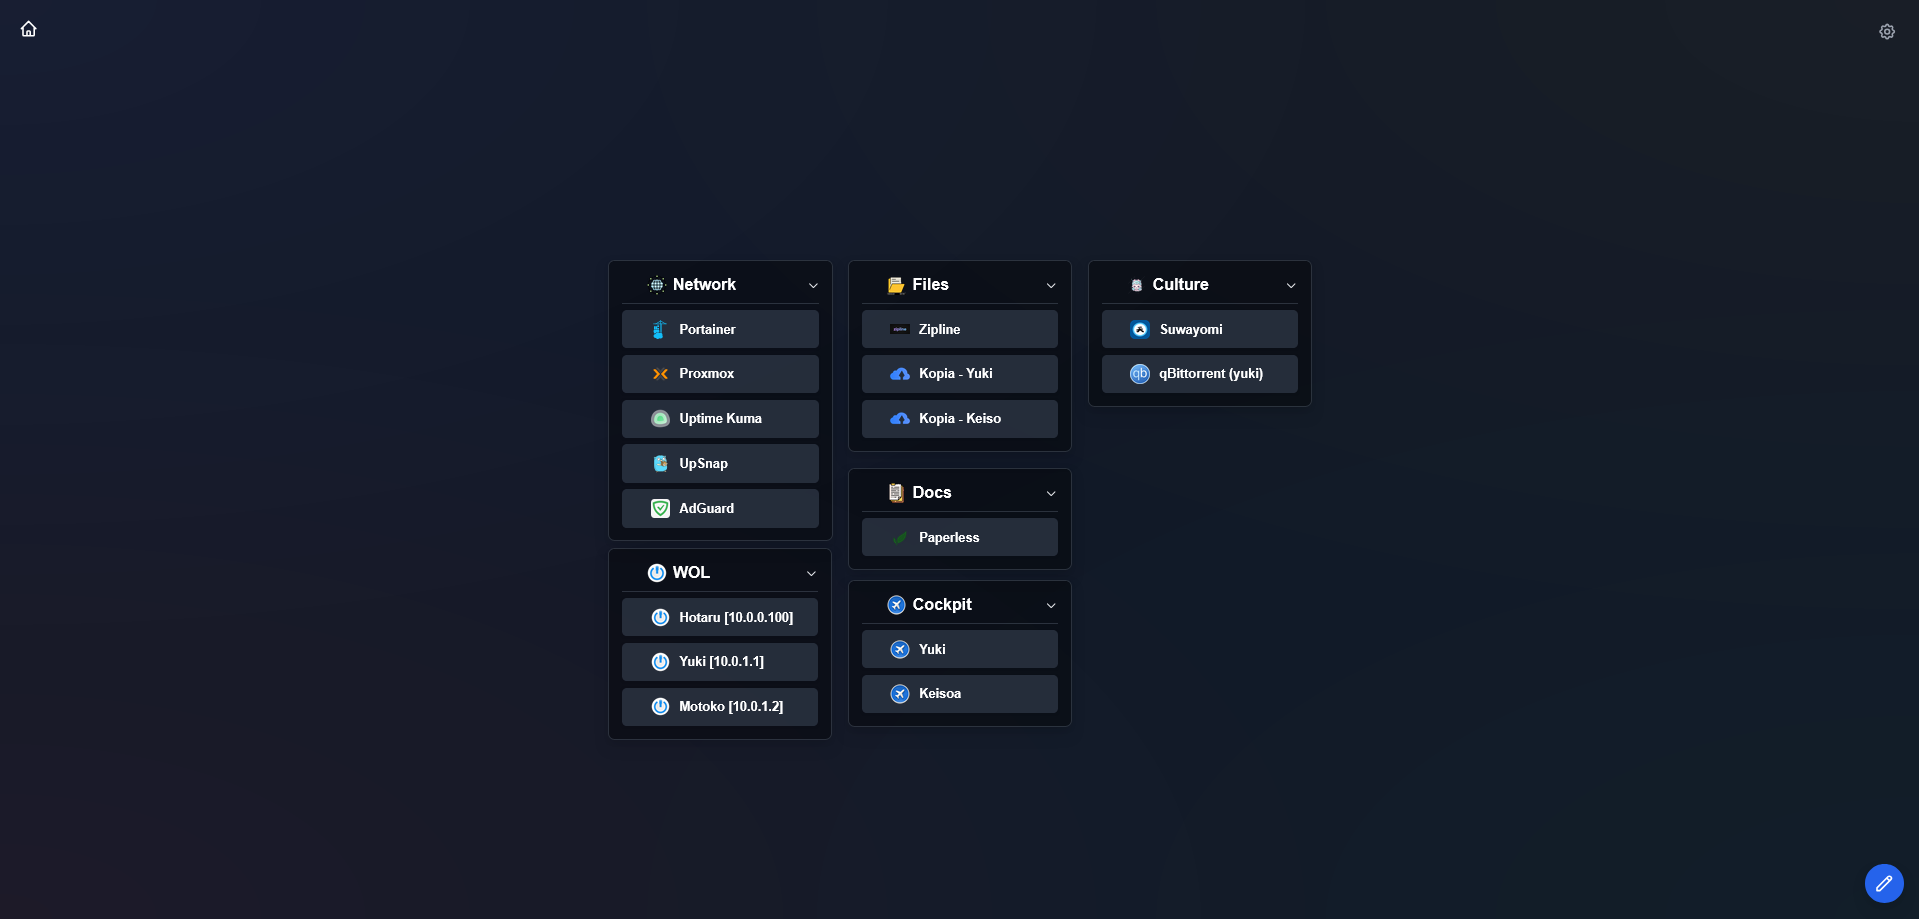 Network
Portainer
Proxmox
Uptime Kuma
UpSnap
AdGuard
WOL
Hotaru [10.0.0.100]
Yuki [10.0.1.1]
Motoko [10.0.1.2]
Files
zipline
Zipline
Kopia - Yuki
Kopia - Keiso
Docs
Paperless
Cockpit
Yuki
Keisoa
Culture
Suwayomi
qb
qBittorrent (yuki)